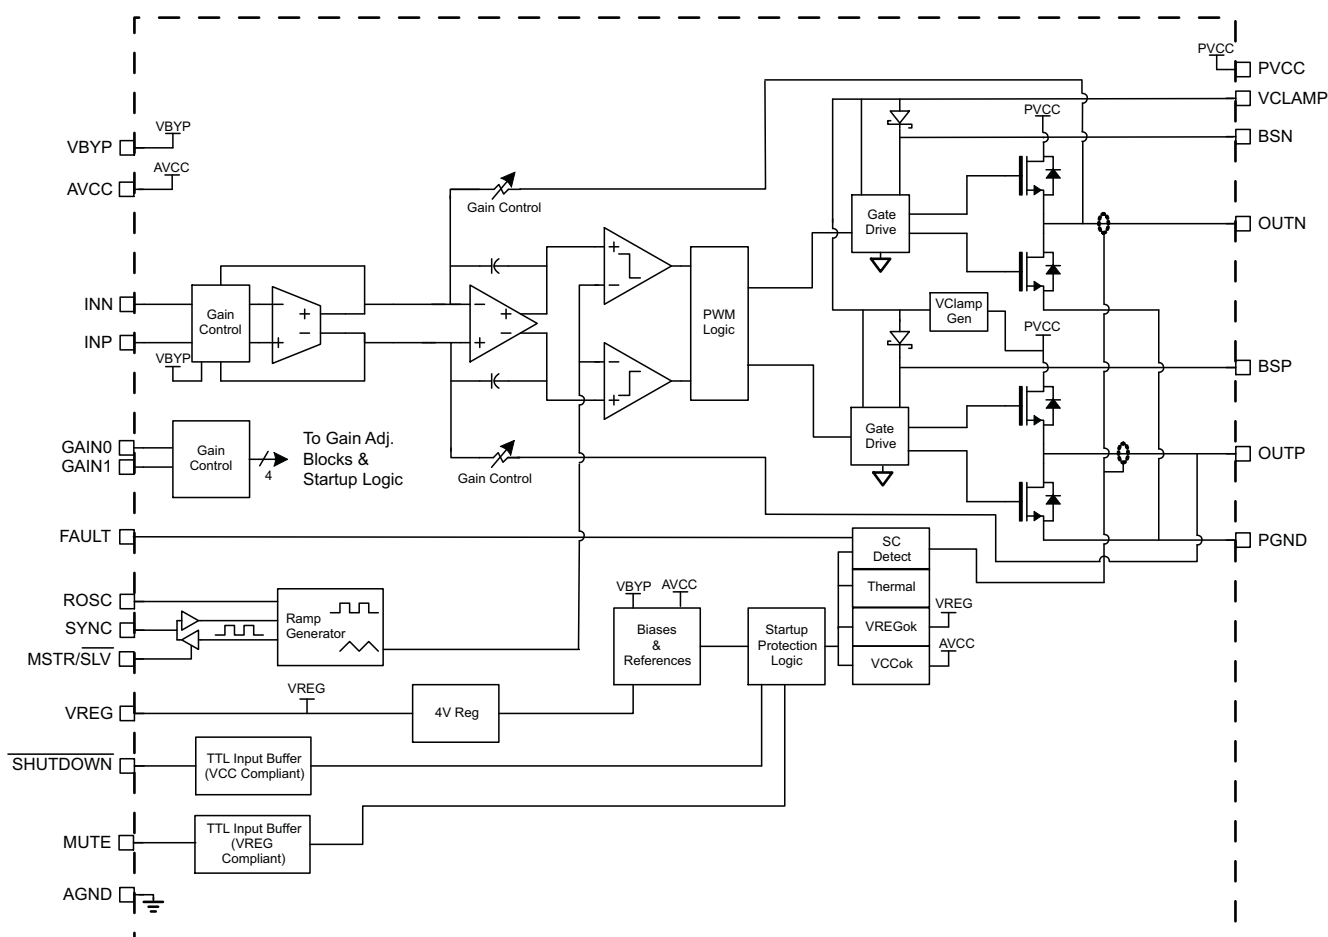 PVCC
PVCC
VCLAMP
PVCC
VBYP
VBYP
BSN
AVCC
AVCC
Gain Control
Gate
Drive
OUTN
INN
+
−
+
Gain
Control
+
−
−
+
−
+
−
PWM
Logic
VClamp
Gen
INP
+
−
PVCC
VBYP
+
BSP
GAIN0
GAIN1
Gain
Control
4
To Gain Adj.
Blocks &
Startup Logic
Gain Control
Gate
Drive
OUTP
FAULT
SC
Detect
PGND
Thermal
ROSC
SYNC
MSTR/SLV
Ramp
Generator
VBYP
AVCC
Biases
&
References
Startup
Protection
Logic
VREGok
VREG
VCCok
AVCC
VREG
VREG
4V Reg
SHUTDOWN
TTL Input Buffer
(VCC Compliant)
MUTE
TTL Input Buffer
(VREG
Compliant)
AGND